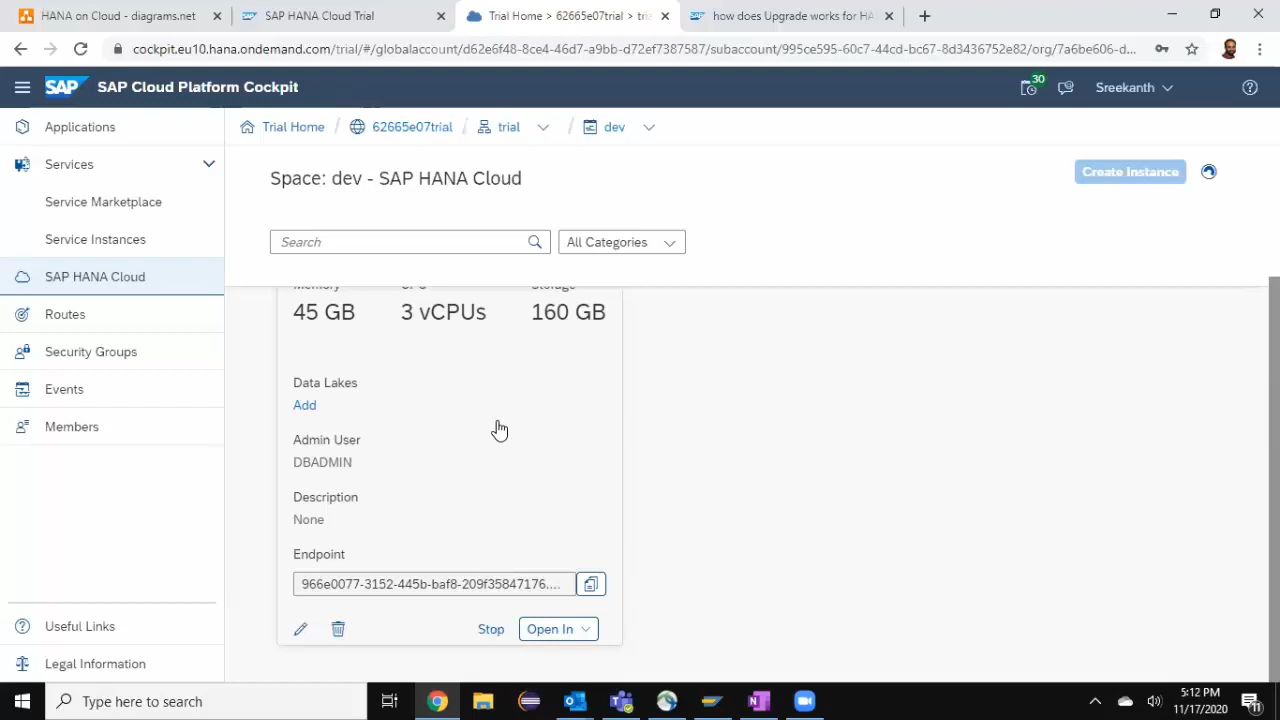 HANA on Cloud - diagrams.net
SAP HANA Cloud Trial
Trial Home > 62665e07trial > tria
how does Upgrade works for HA
cockpit.eu10.hana.ondemand.com/trial/#/globalaccount/d62e6f48-8ce4-46d7-a9bb-d72ef7387587/subaccount/995ce595-60c7-44cd-bc67-8d3436752e82/org/7a6be606-d...
SAP
SAP Cloud Platform Cockpit
30
Sreekanth
Applications
Services
Service Marketplace
Service Instances
SAP HANA Cloud
Routes
Security Groups
Events
Members
Useful Links
Legal Information
Trial Home / 62665e07trial / trial / dev
Space: dev - SAP HANA Cloud
Create Instance
Search
All Categories
Memory
Storage
45 GB
3 vCPUs
160 GB
Data Lakes
Add
Admin User
DBADMIN
Description
None
Endpoint
966e0077-3152-445b-baf8-209f35847176....
Stop
Open In
Type here to search
5:12 PM
11/17/2020
11